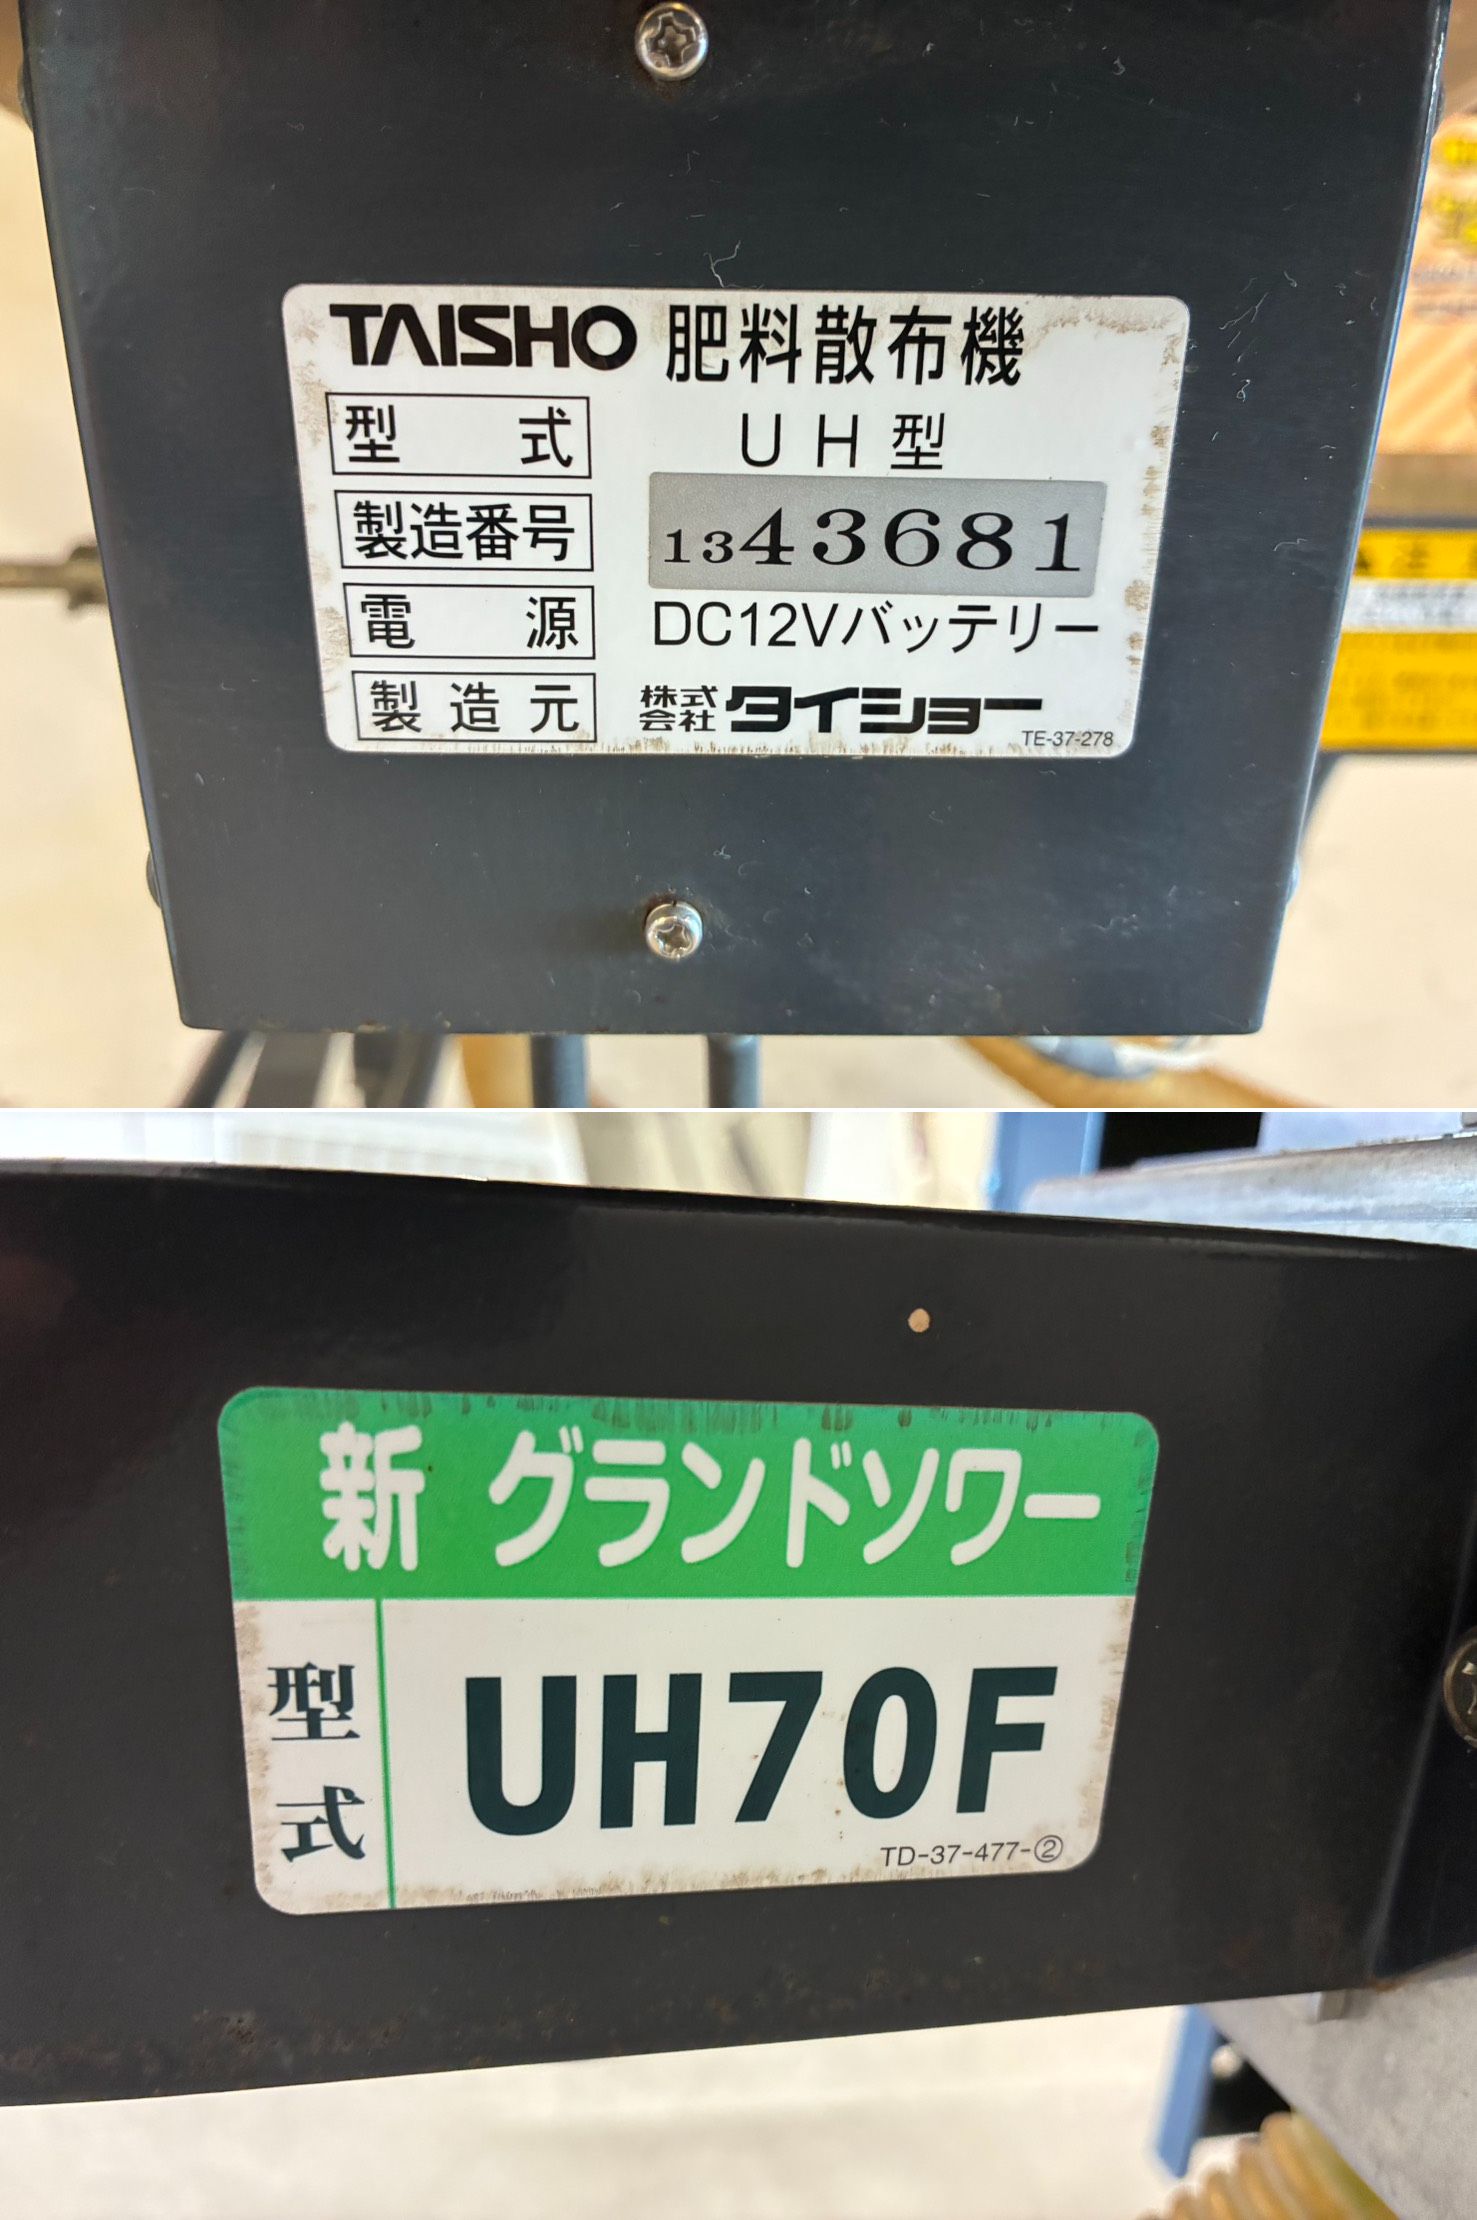 TAISHO 肥料散布機
型式 UH型
製造番号 1343681
電源 DC12Vバッテリー
製造元 株式会社タイショー
TE-37-278
新 グランドソワー
型式 UH70F
TD-37-477-②